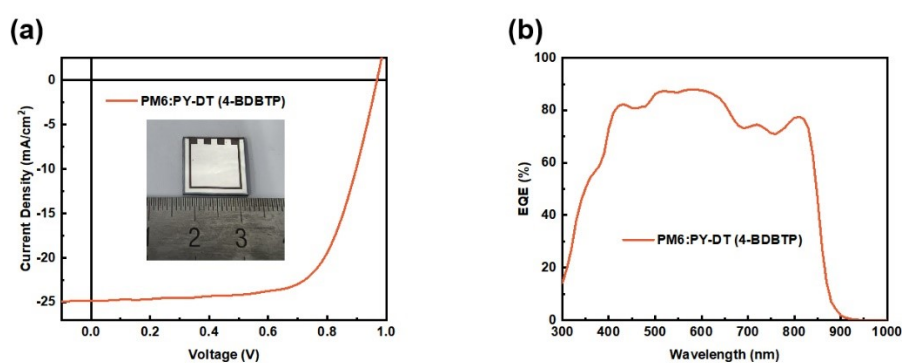 (a)
(b)
PM6:PY-DT (4-BDBTP)
0
-5
-10
-15
-20
-25
Current Density (mA/cm²)
1 2 3
0.0 0.2 0.4 0.6 0.8 1.0
Voltage (V)
100
80
60
40
20
0
EQE (%)
PM6:PY-DT (4-BDBTP)
300 400 500 600 700 800 900 1000
Wavelength (nm)